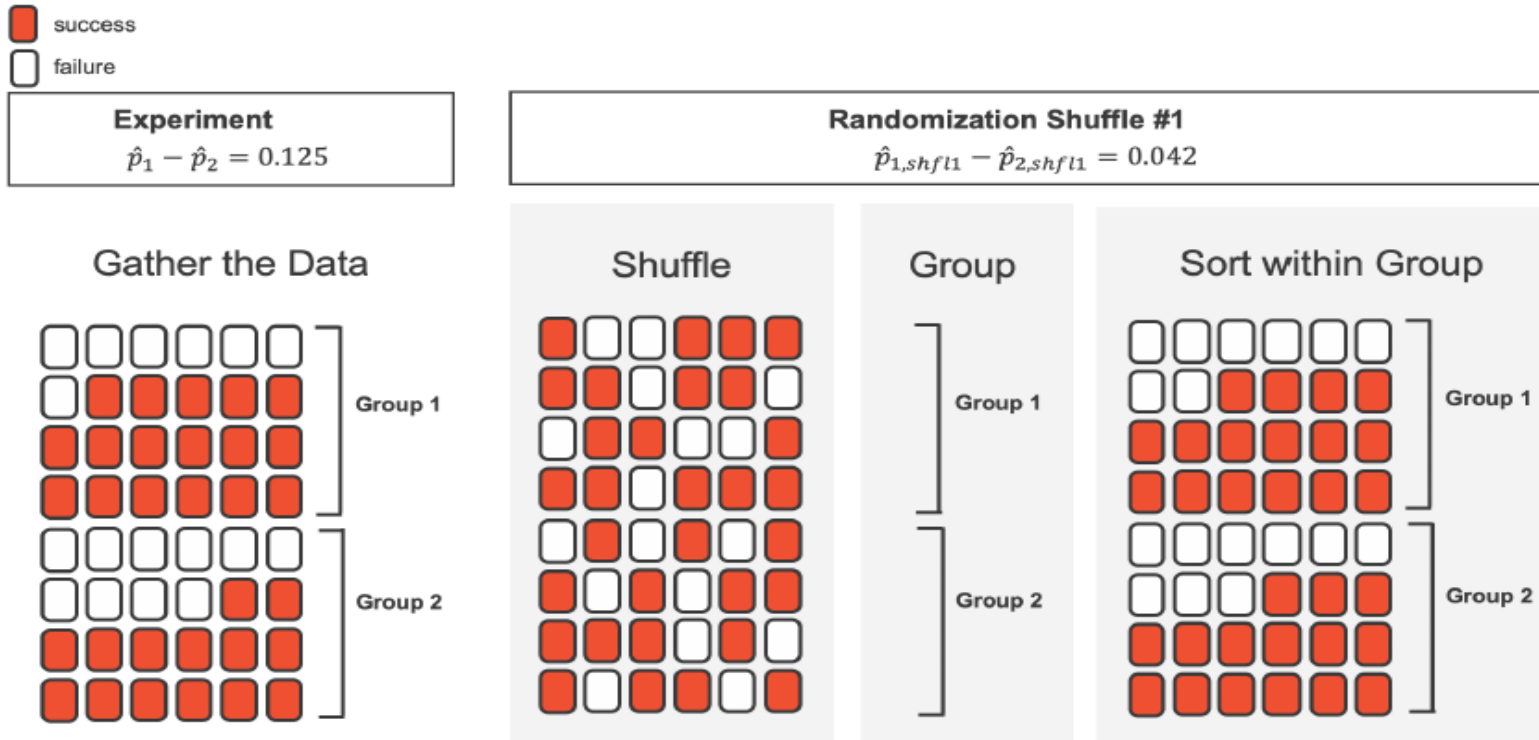 success
failure
Experiment
p̂₁ − p̂₂ = 0.125
Randomization Shuffle #1
p̂₁,shfl1 − p̂₂,shfl1 = 0.042
Gather the Data
Shuffle
Group
Sort within Group
Group 1
Group 1
Group 1
Group 2
Group 2
Group 2